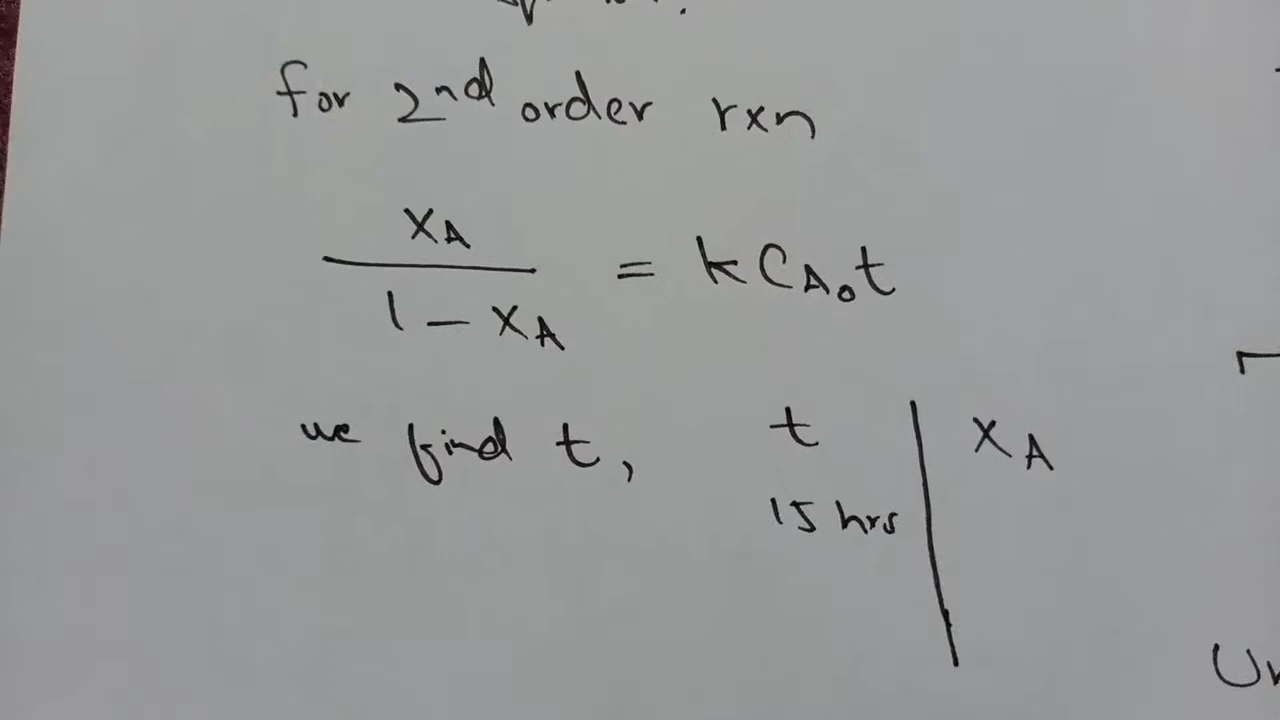 for 2nd order rxn
XA
1 - XA
= kCA₀t
we find t,
t | XA
15 hrs